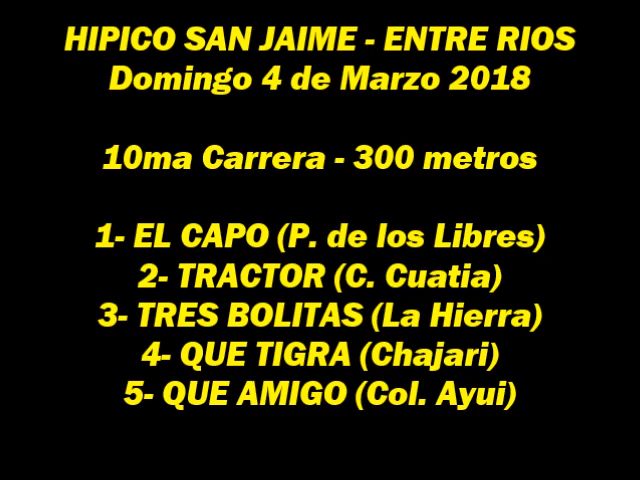 HIPICO SAN JAIME - ENTRE RIOS
Domingo 4 de Marzo 2018
10ma Carrera - 300 metros
1- EL CAPO (P. de los Libres)
2- TRACTOR (C. Cuatia)
3- TRES BOLITAS (La Hierra)
4- QUE TIGRA (Chajari)
5- QUE AMIGO (Col. Ayui)